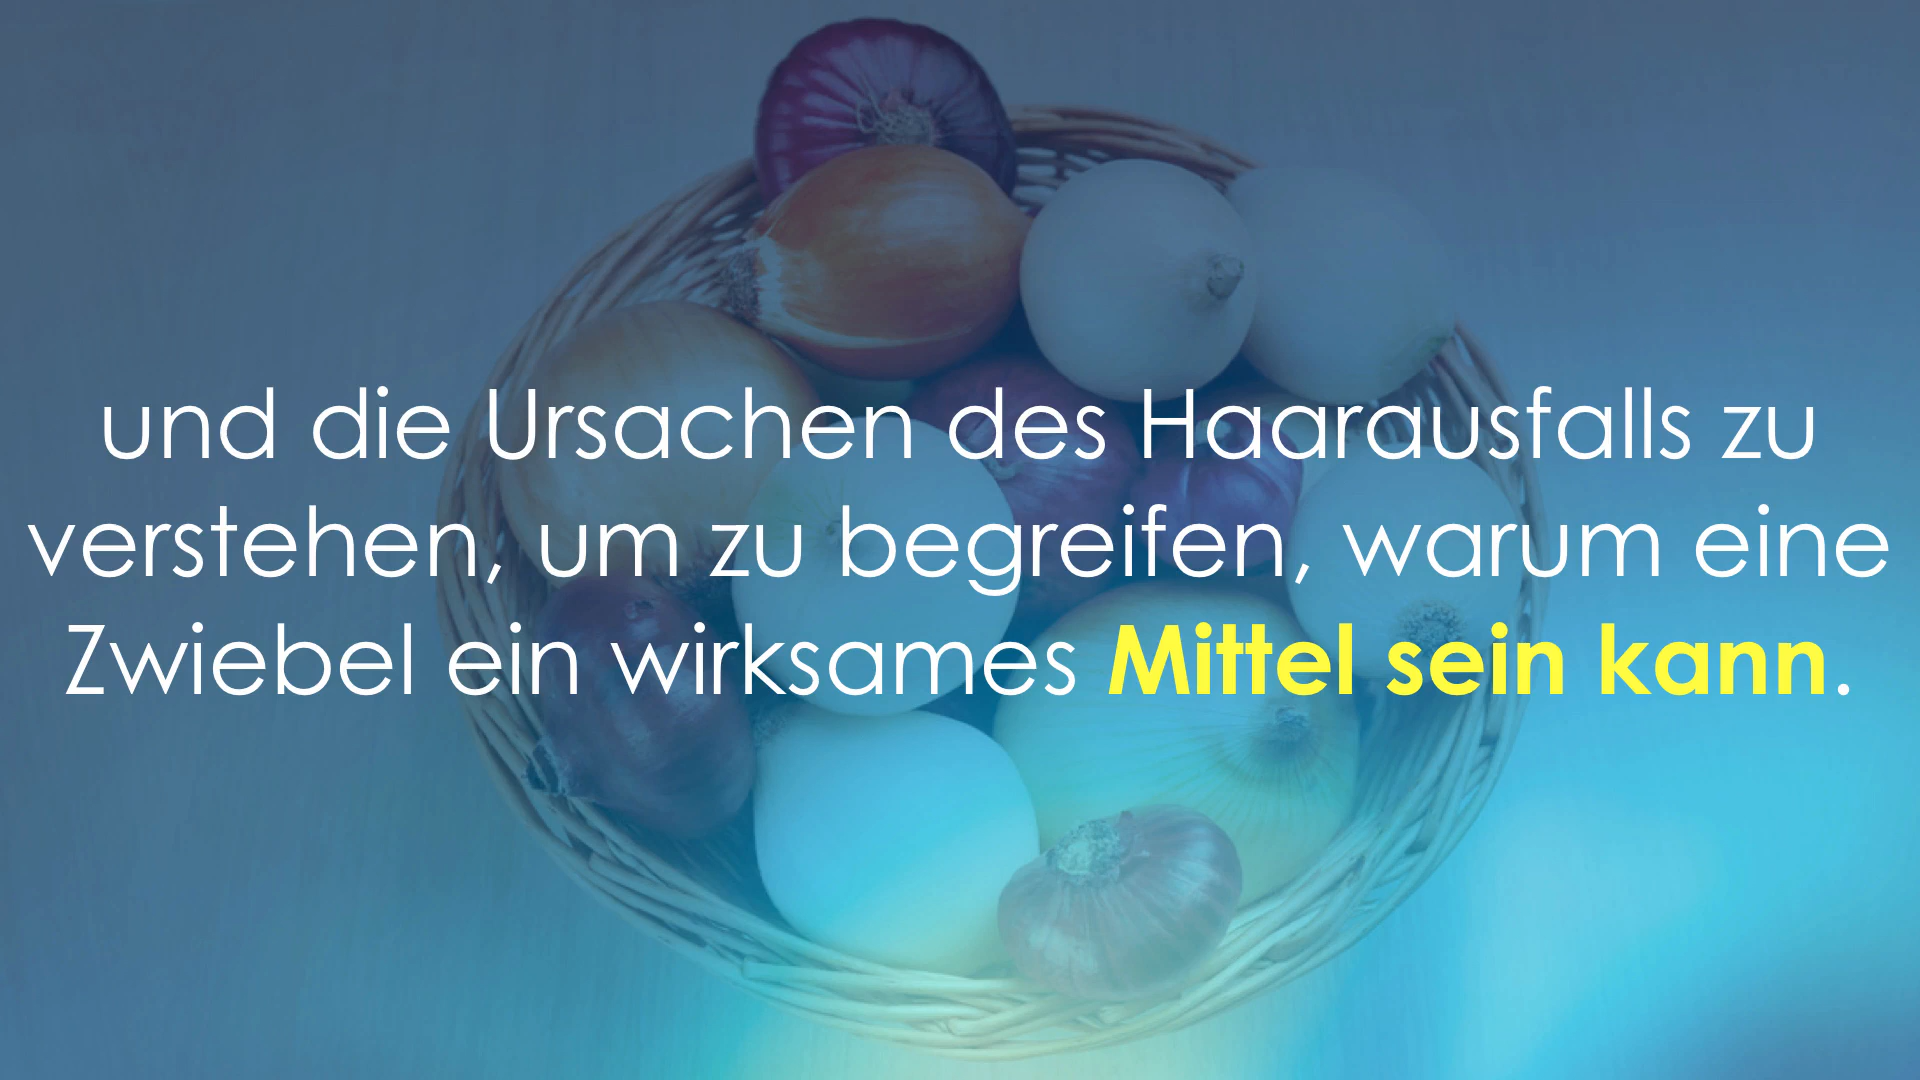 und die Ursachen des Haarausfalls zu
verstehen, um zu begreifen, warum eine
Zwiebel ein wirksames Mittel sein kann.